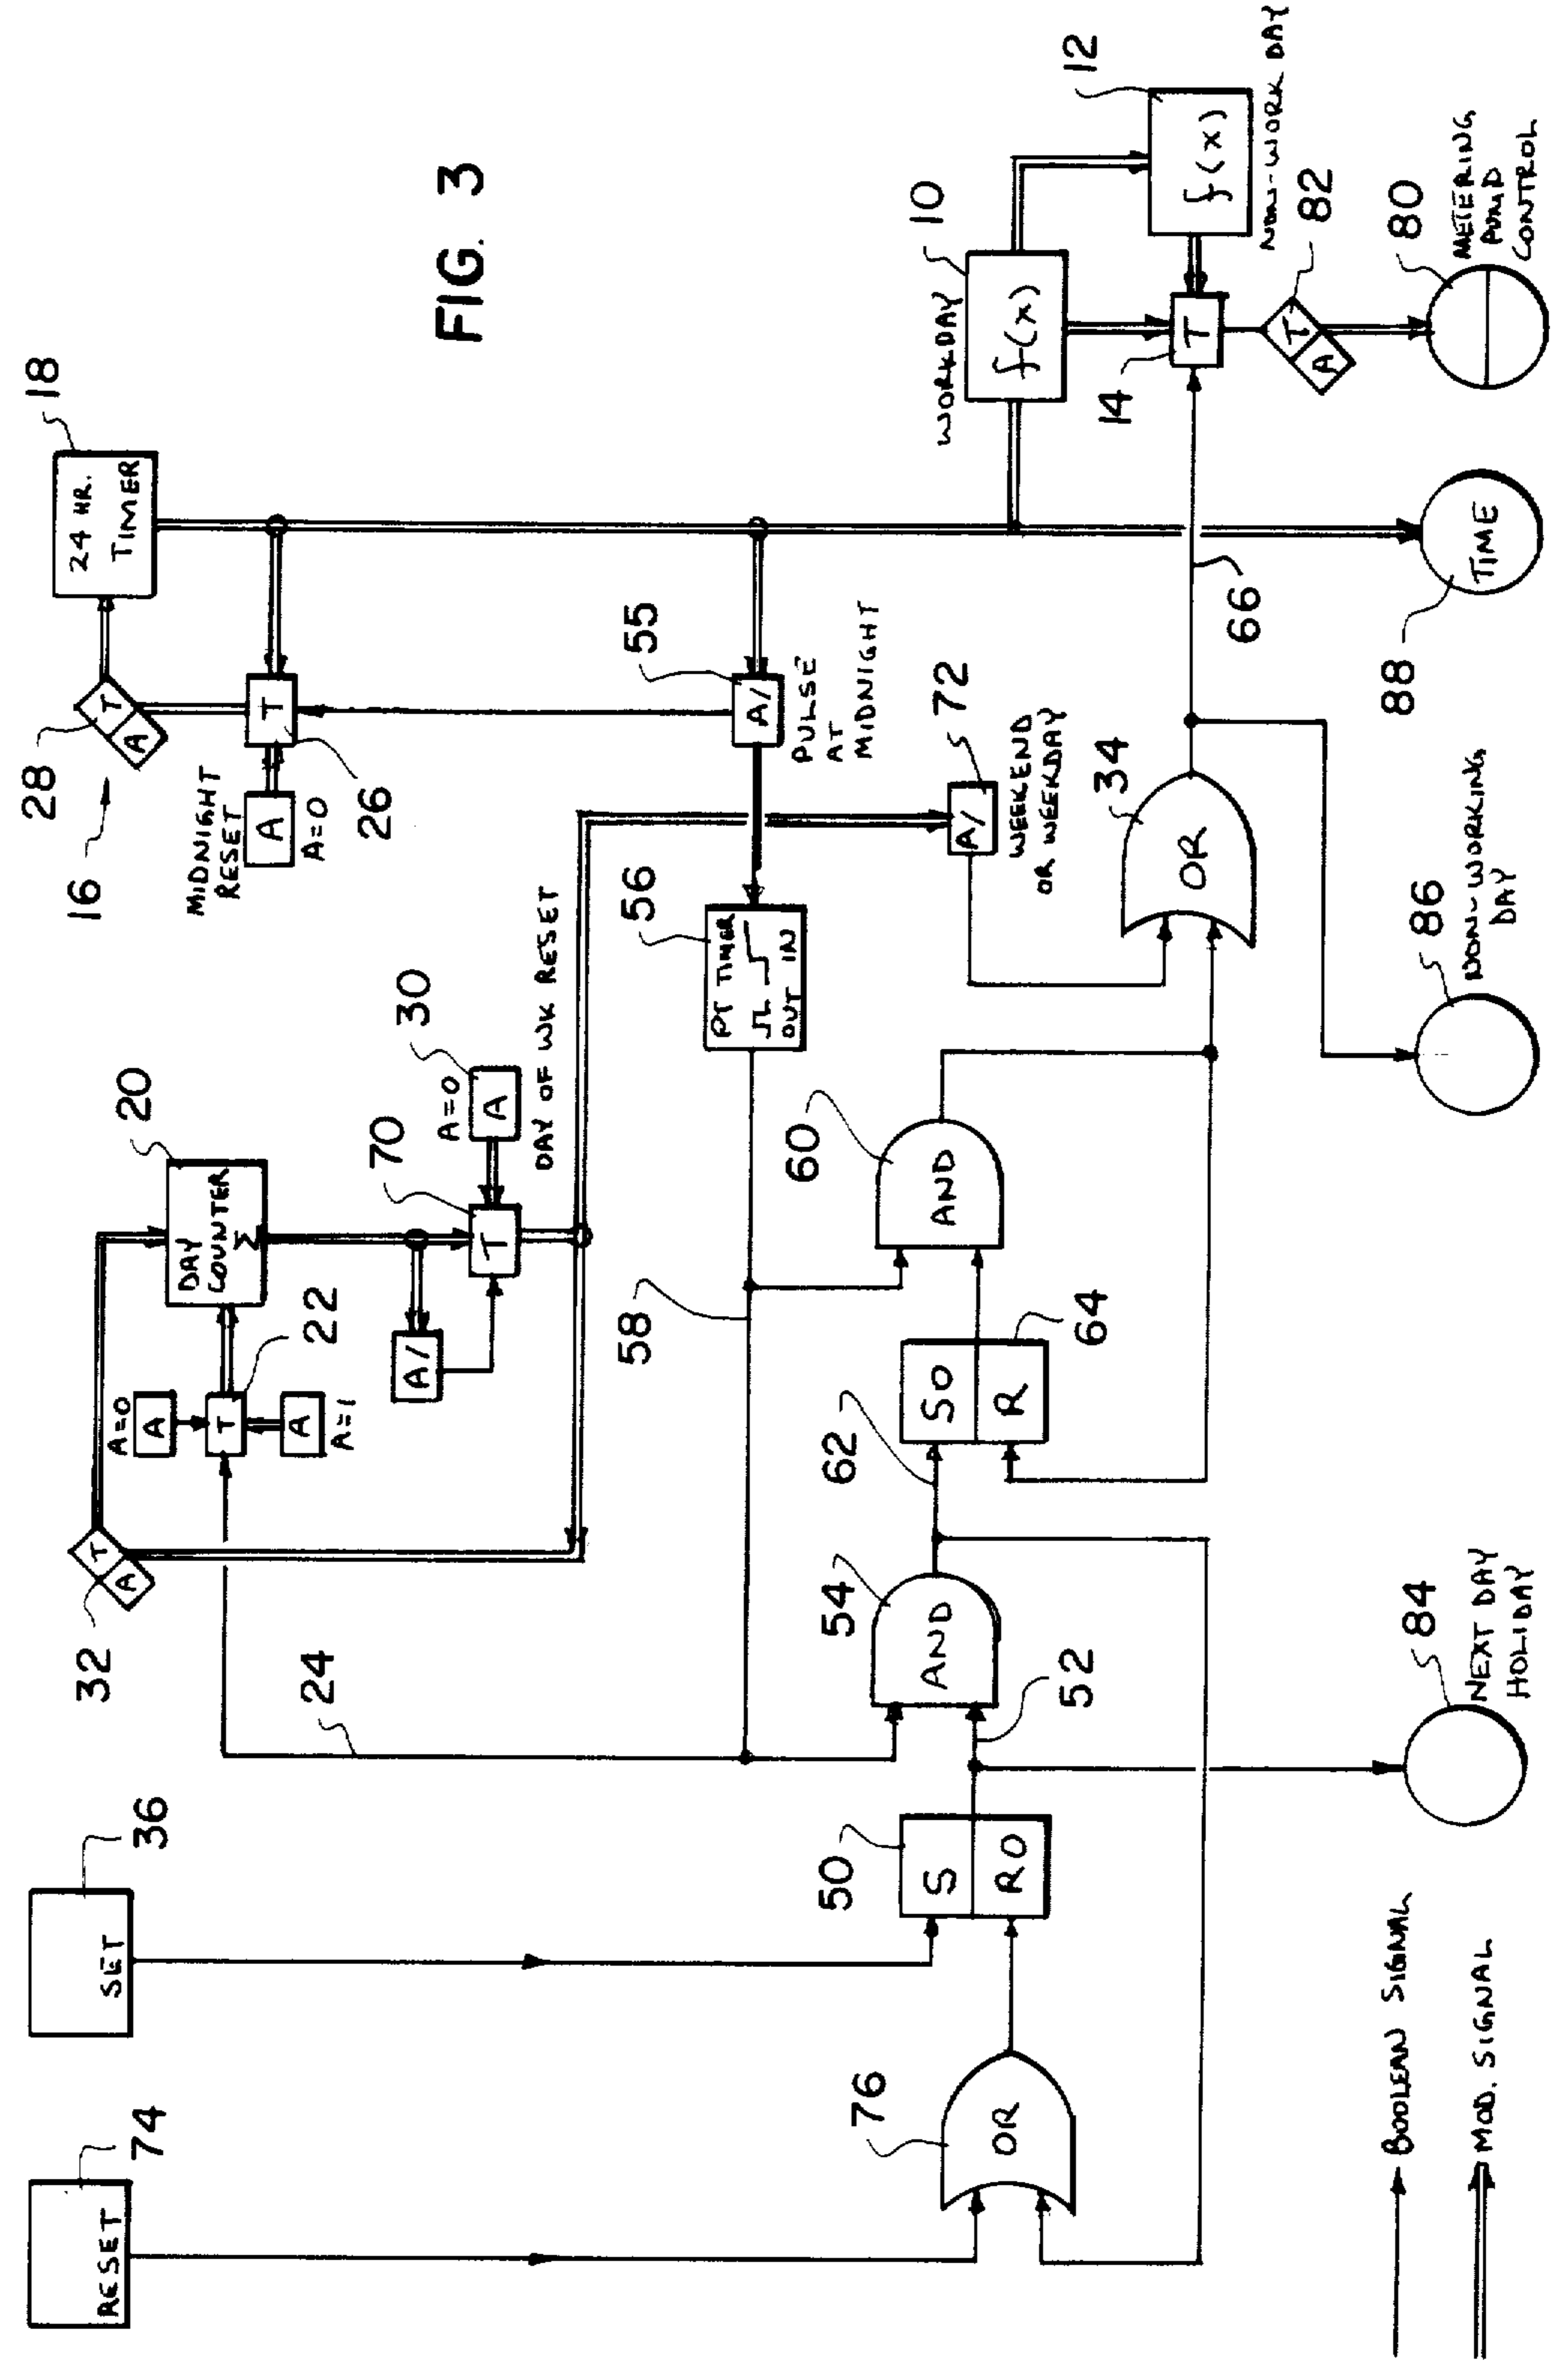 FIG. 3
RESET
74
SET
36
32
T
A
24
A=0
A
T
22
A
A=1
DAY
COUNTER
Σ
20
A/
70
T
A=0
A
30
DAY OF WK RESET
16
28
A
T
MIDNIGHT
RESET
A
A=0
T
26
24 HR.
TIMER
18
58
PT TIMER
OUT IN
56
A/
55
PULSE
AT
MIDNIGHT
A/
72
WEEKEND
OR WEEKDAY
76
OR
50
S
RO
52
54
AND
62
SO
R
64
60
AND
34
OR
66
WORKDAY
10
f(x)
12
f(x)
NON-WORK DAY
14
T
T
A
82
80
METERING
AND
CONTROL
TIME
88
86
NON-WORKING
DAY
84
NEXT DAY
HOLIDAY
BOOLEAN SIGNAL
MOD. SIGNAL